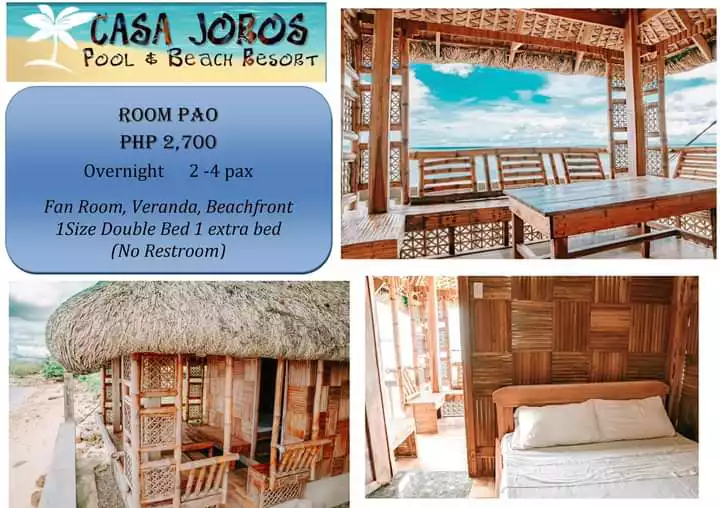 CASA JOBOS
POOL & BEACH RESORT
ROOM PAO
PHP 2,700
Overnight 2 -4 pax
Fan Room, Veranda, Beachfront
1Size Double Bed 1 extra bed
(No Restroom)